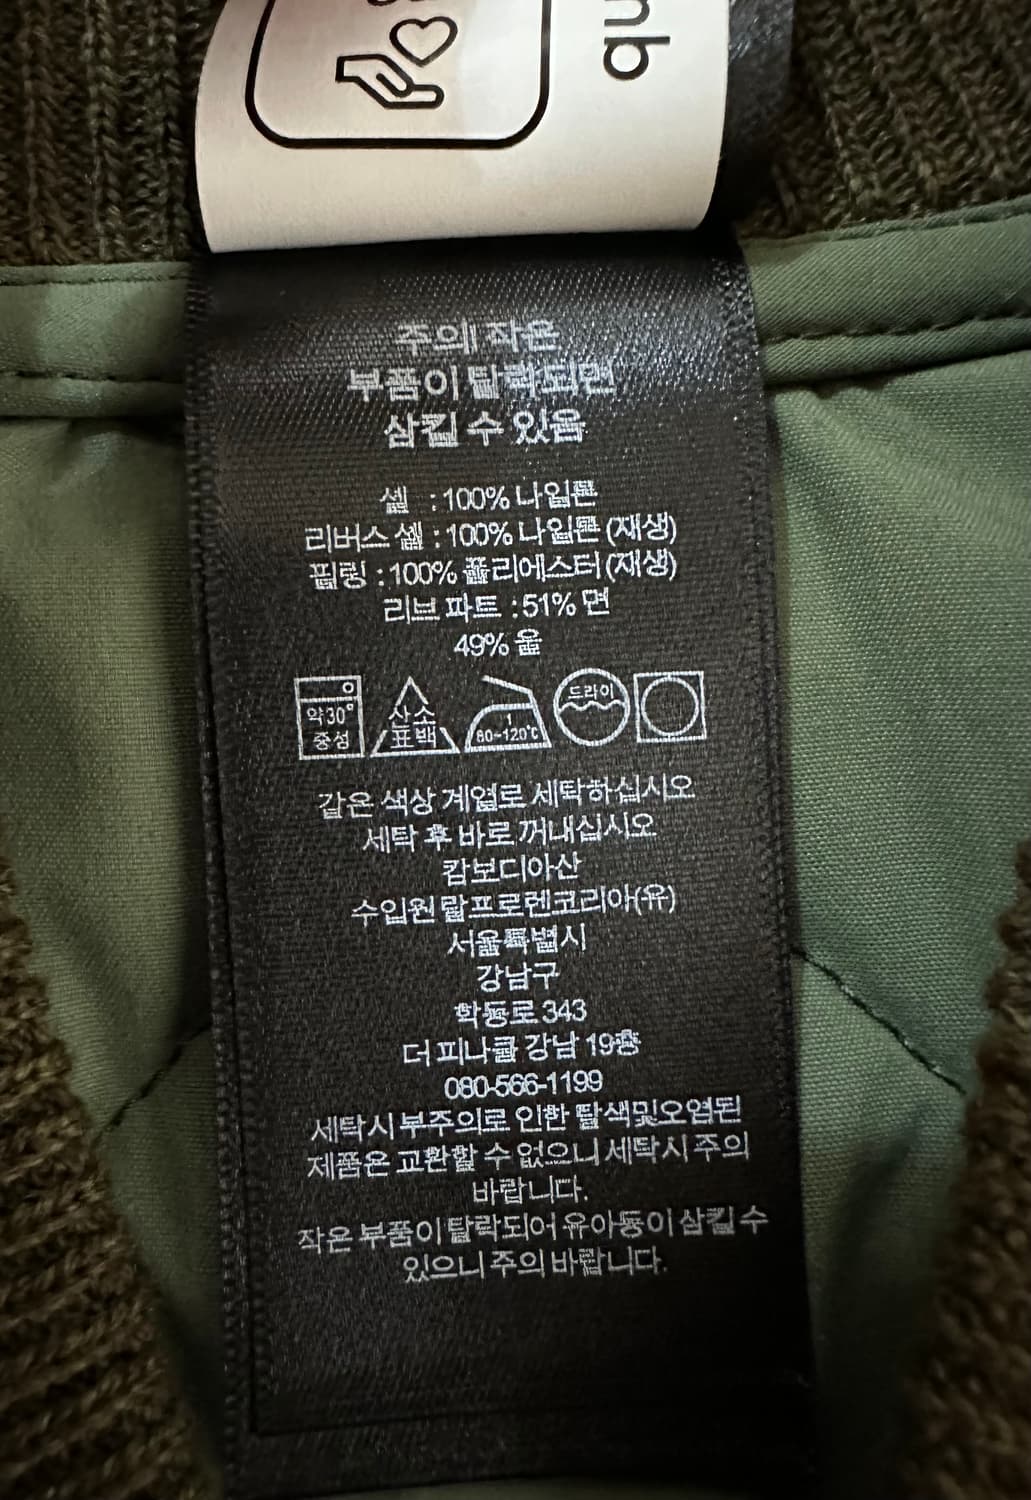 qu
주의! 작은
부품이 탈락되면
삼킬 수 있음
셸 : 100% 나일론
리버스 셸 : 100% 나일론 (재생)
필링 : 100% 폴리에스터 (재생)
리브 파트 : 51% 면
49% 울
약30°
중성
산소
표백
1
80~120℃
드라이
같은 색상 계열로 세탁하십시오
세탁 후 바로 꺼내십시오
캄보디아산
수입원 랄프로렌코리아(유)
서울특별시
강남구
학동로 343
더 피나클 강남 19층
080-566-1199
세탁시 부주의로 인한 탈색및오염된
제품은 교환할 수 없으니 세탁시 주의
바랍니다.
작은 부품이 탈락되어 유아동이 삼킬 수
있으니 주의 바랍니다.